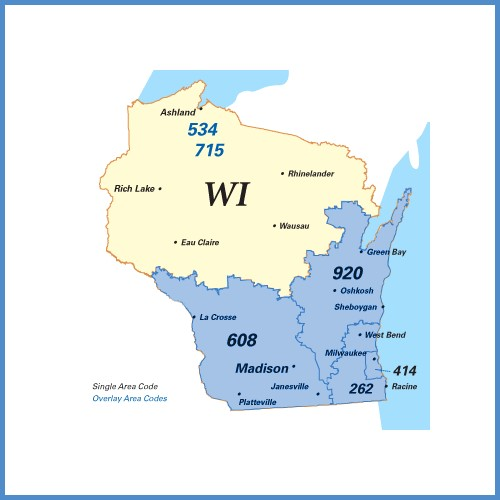 Ashland
534
715
Rhinelander
Rich Lake
WI
Wausau
Eau Claire
Green Bay
920
Oshkosh
Sheboygan
La Crosse
West Bend
608
Milwaukee
Madison
414
Single Area Code
Janesville
262
Racine
Overlay Area Codes
Platteville